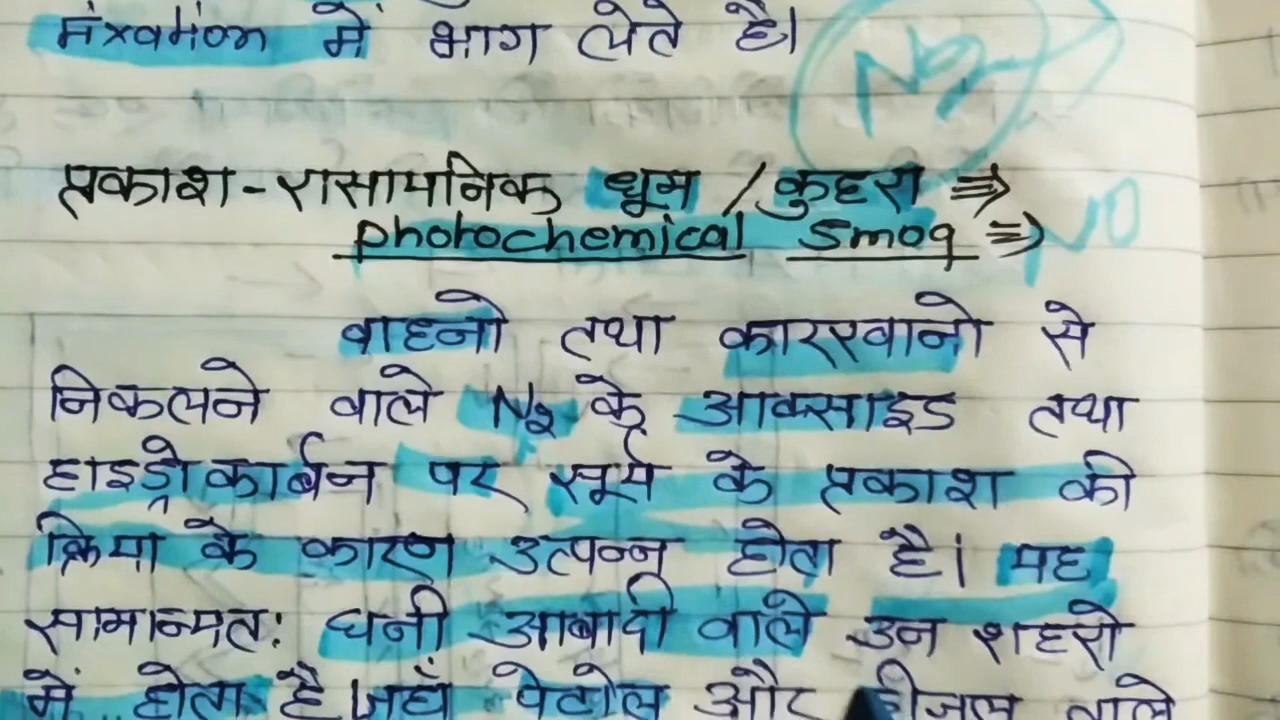 fixation में भाग लेते है।
N2
प्रकाश-रासायनिक धूम / कुहरा ⇒
photochemical smog ⇒
NO
वाहनो तथा कारखानो से
निकलने वाले N2 के आक्साइड तथा
हाइड्रोकार्बन पर सूर्य के प्रकाश की
क्रिया के कारण उत्पन्न होता है। यह
सामान्यतः घनी आबादी वाले उन शहरो
में होता है जहाँ पेट्रोल और डीजल वाले